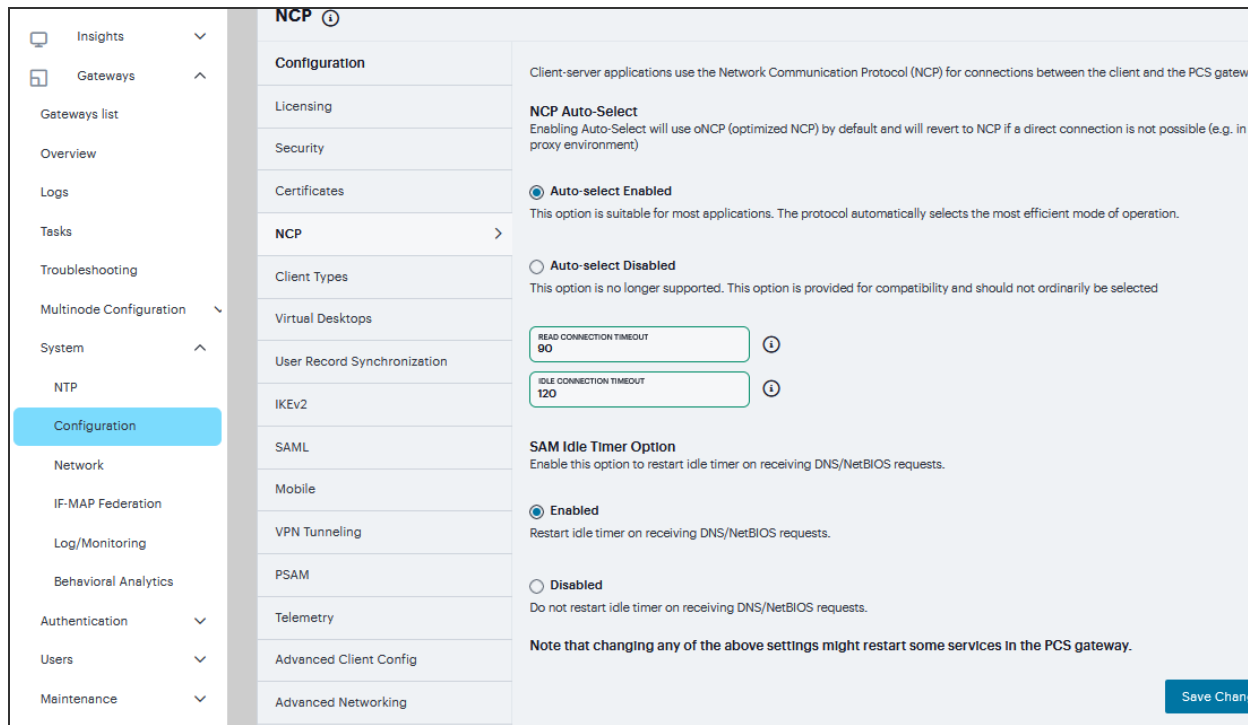 Insights
Gateways
Gateways list
Overview
Logs
Tasks
Troubleshooting
Multinode Configuration
System
NTP
Configuration
Network
IF-MAP Federation
Log/Monitoring
Behavioral Analytics
Authentication
Users
Maintenance
NCP
Configuration
Licensing
Security
Certificates
NCP
Client Types
Virtual Desktops
User Record Synchronization
IKEv2
SAML
Mobile
VPN Tunneling
PSAM
Telemetry
Advanced Client Config
Advanced Networking
Client-server applications use the Network Communication Protocol (NCP) for connections between the client and the PCS gatew
NCP Auto-Select
Enabling Auto-Select will use oNCP (optimized NCP) by default and will revert to NCP if a direct connection is not possible (e.g. in
proxy environment)
Auto-select Enabled
This option is suitable for most applications. The protocol automatically selects the most efficient mode of operation.
Auto-select Disabled
This option is no longer supported. This option is provided for compatibility and should not ordinarily be selected
READ CONNECTION TIMEOUT
90
IDLE CONNECTION TIMEOUT
120
SAM Idle Timer Option
Enable this option to restart idle timer on receiving DNS/NetBIOS requests.
Enabled
Restart idle timer on receiving DNS/NetBIOS requests.
Disabled
Do not restart idle timer on receiving DNS/NetBIOS requests.
Note that changing any of the above settings might restart some services in the PCS gateway.
Save Chan